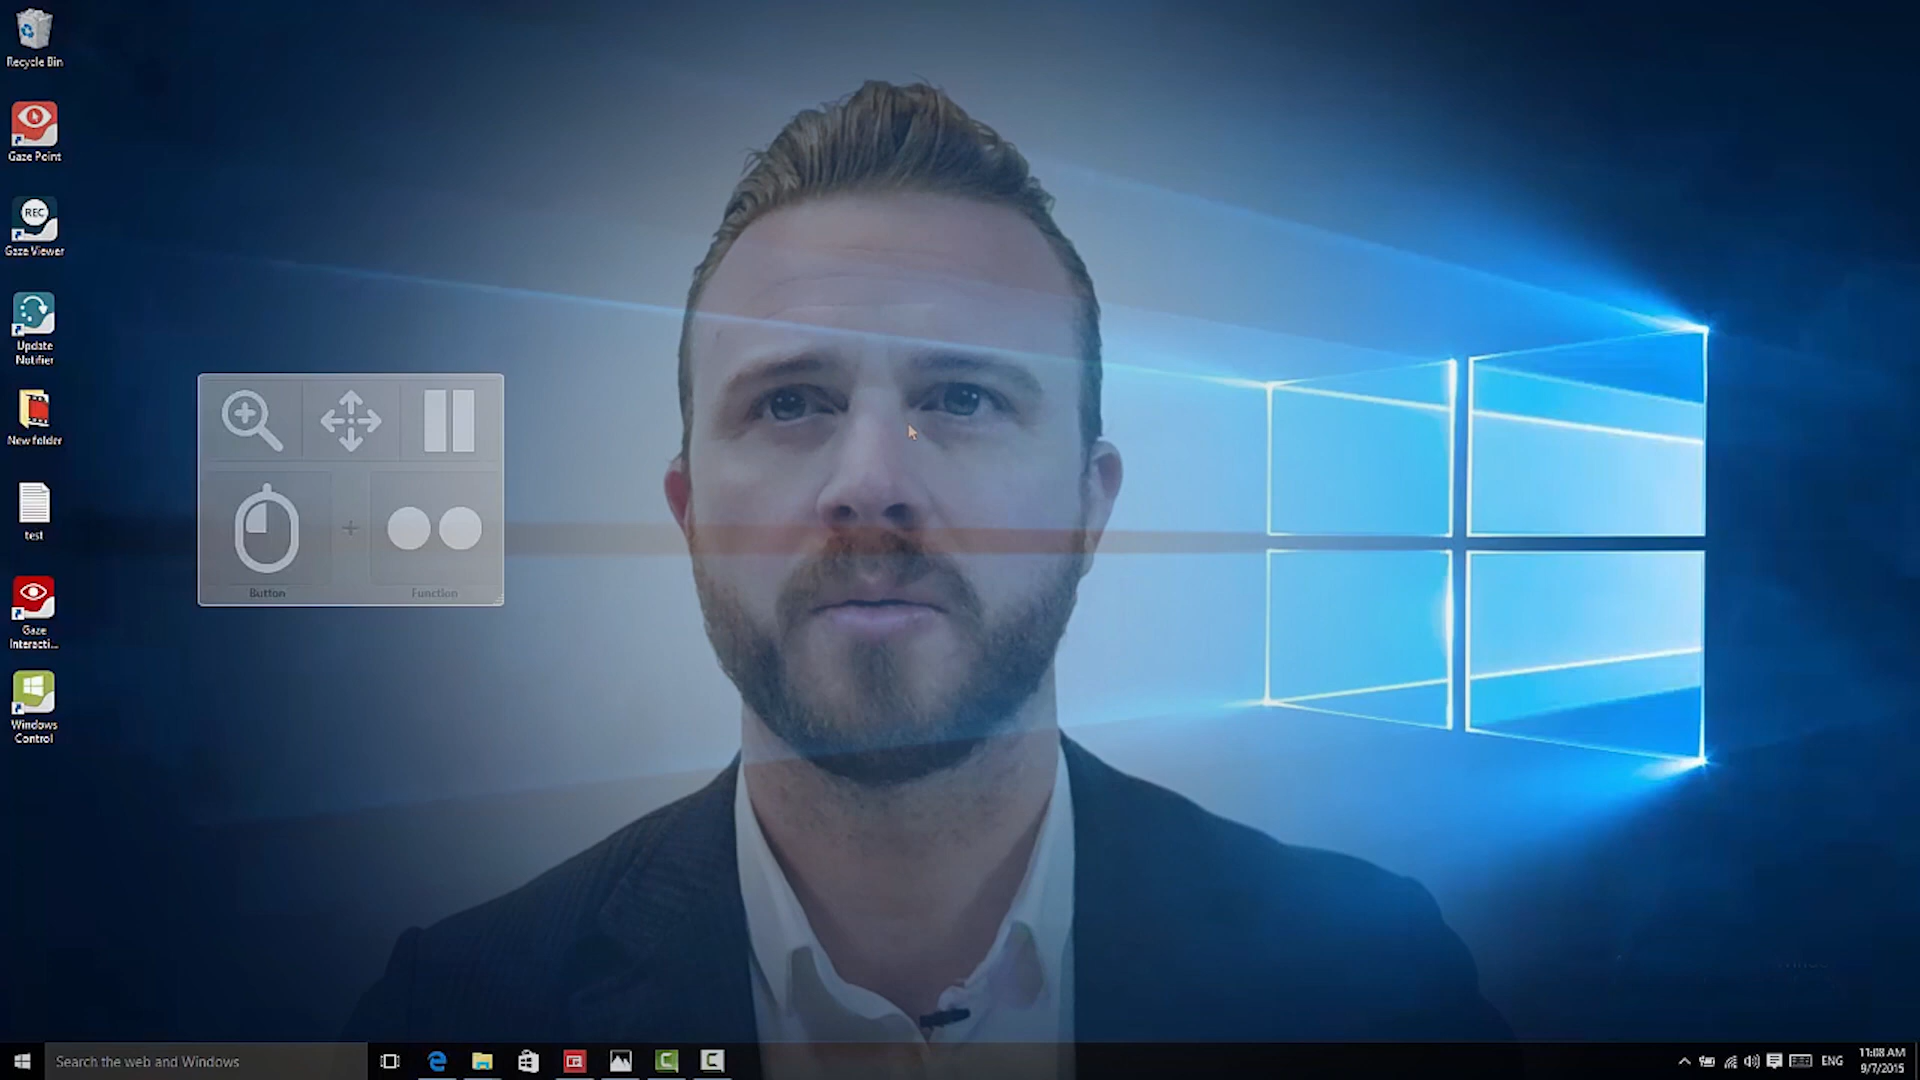 Recycle Bin
Gaze Point
REC
Gaze Viewer
Update
Notifier
New folder
test
Gaze
Interacti...
Windows
Control
Button
+
Function
Search the web and Windows
ENG
11:08 AM
9/7/2015